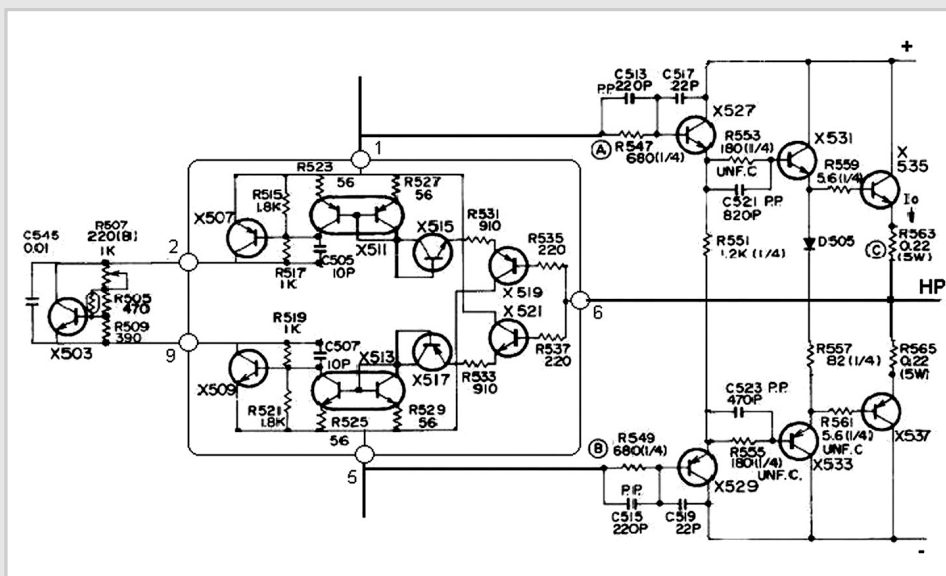 +
C513
220P
P.P.
C517
22P
X527
R547
680(1/4)
A
R553
180(1/4)
UNF.C
X531
R559
5.6(1/4)
X
535
Io
C521 P.P.
820P
R551
1.2K (1/4)
D505
C
R563
0.22
(5W)
HP
1
R523
56
R527
56
R515
1.8K
X507
X511
X515
R531
910
R535
220
C505
10P
R517
1K
X519
X521
6
R537
220
C545
0.01
R507
220(B)
1K
2
R505
470
R509
390
X503
9
R519
1K
C507
10P
X513
X517
R533
910
X509
R521
1.8K
R525
56
R529
56
5
R557
82 (1/4)
R565
0.22
(5W)
C523 P.P.
470P
B
R549
680(1/4)
R555
180(1/4)
UNF.C.
R561
5.6(1/4)
UNF.C
X537
X533
X529
P.P.
C515
220P
C519
22P
-